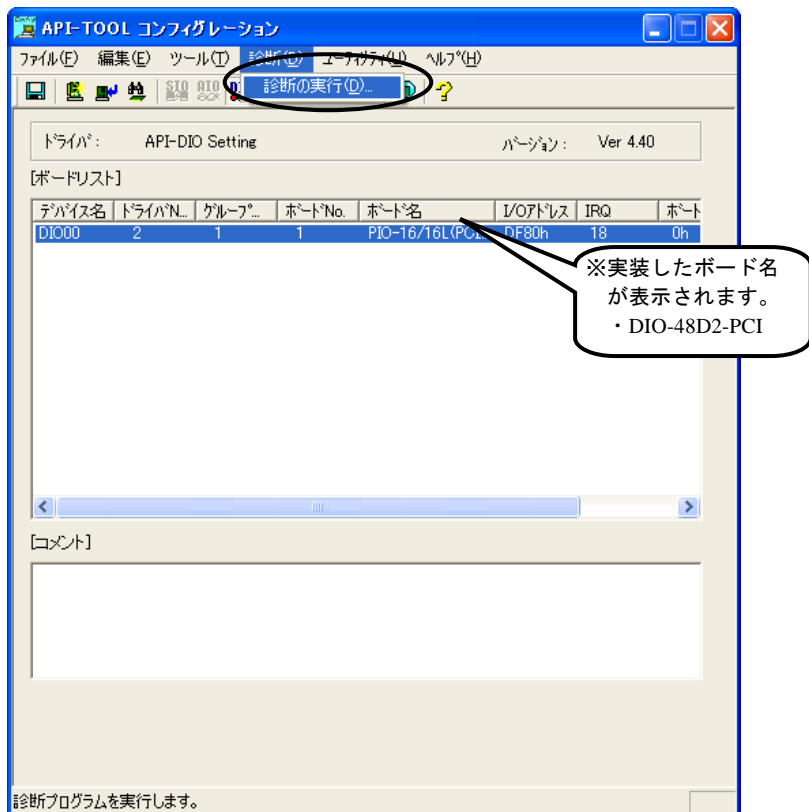 API-TOOL コンフィグレーション
ファイル(F) 編集(E) ツール(T) 診断(D) ユーティリティ(U) ヘルプ(H)
診断の実行(D)...
ドライバ: API-DIO Setting バージョン: Ver 4.40
[ボードリスト]
デバイス名 ドライバN... グループ... ボードNo. ボード名 I/Oアドレス IRQ ボート
DIO00 2 1 1 PIO-16/16L(PCI... DF80h 18 0h
※実装したボード名
が表示されます。
・DIO-48D2-PCI
[コメント]
診断プログラムを実行します。